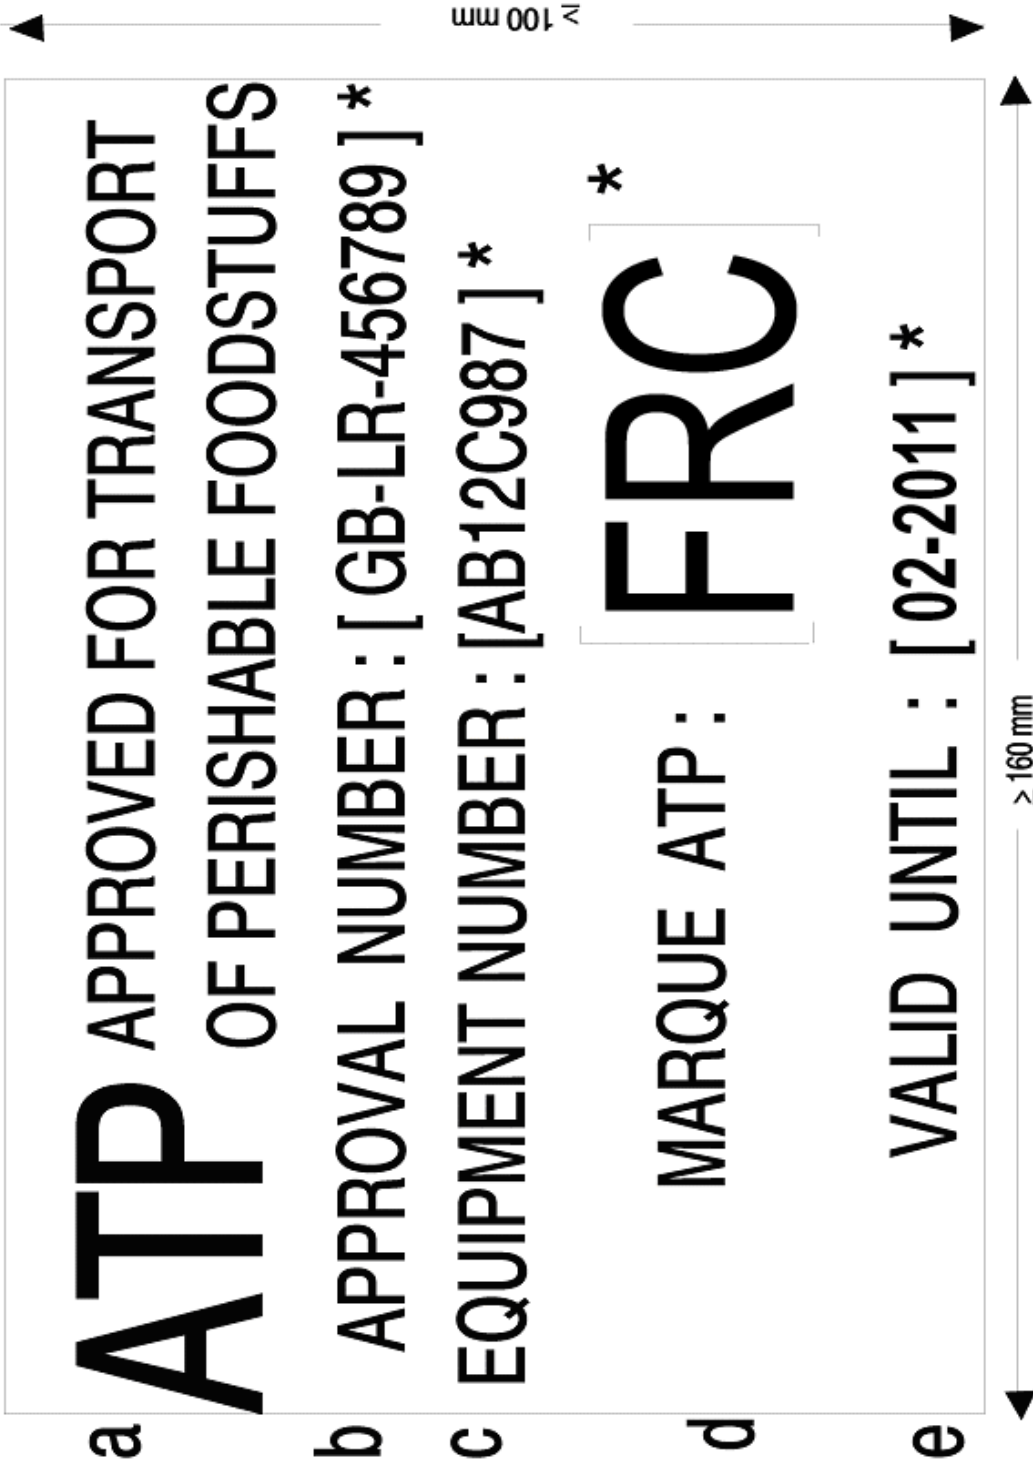 ≥ 100 mm
a ATP APPROVED FOR TRANSPORT
OF PERISHABLE FOODSTUFFS
b APPROVAL NUMBER : [ GB-LR-456789 ] *
c EQUIPMENT NUMBER : [AB12C987 ] *
d MARQUE ATP : [ FRC ] *
e VALID UNTIL : [ 02-2011 ] *
≥ 160 mm